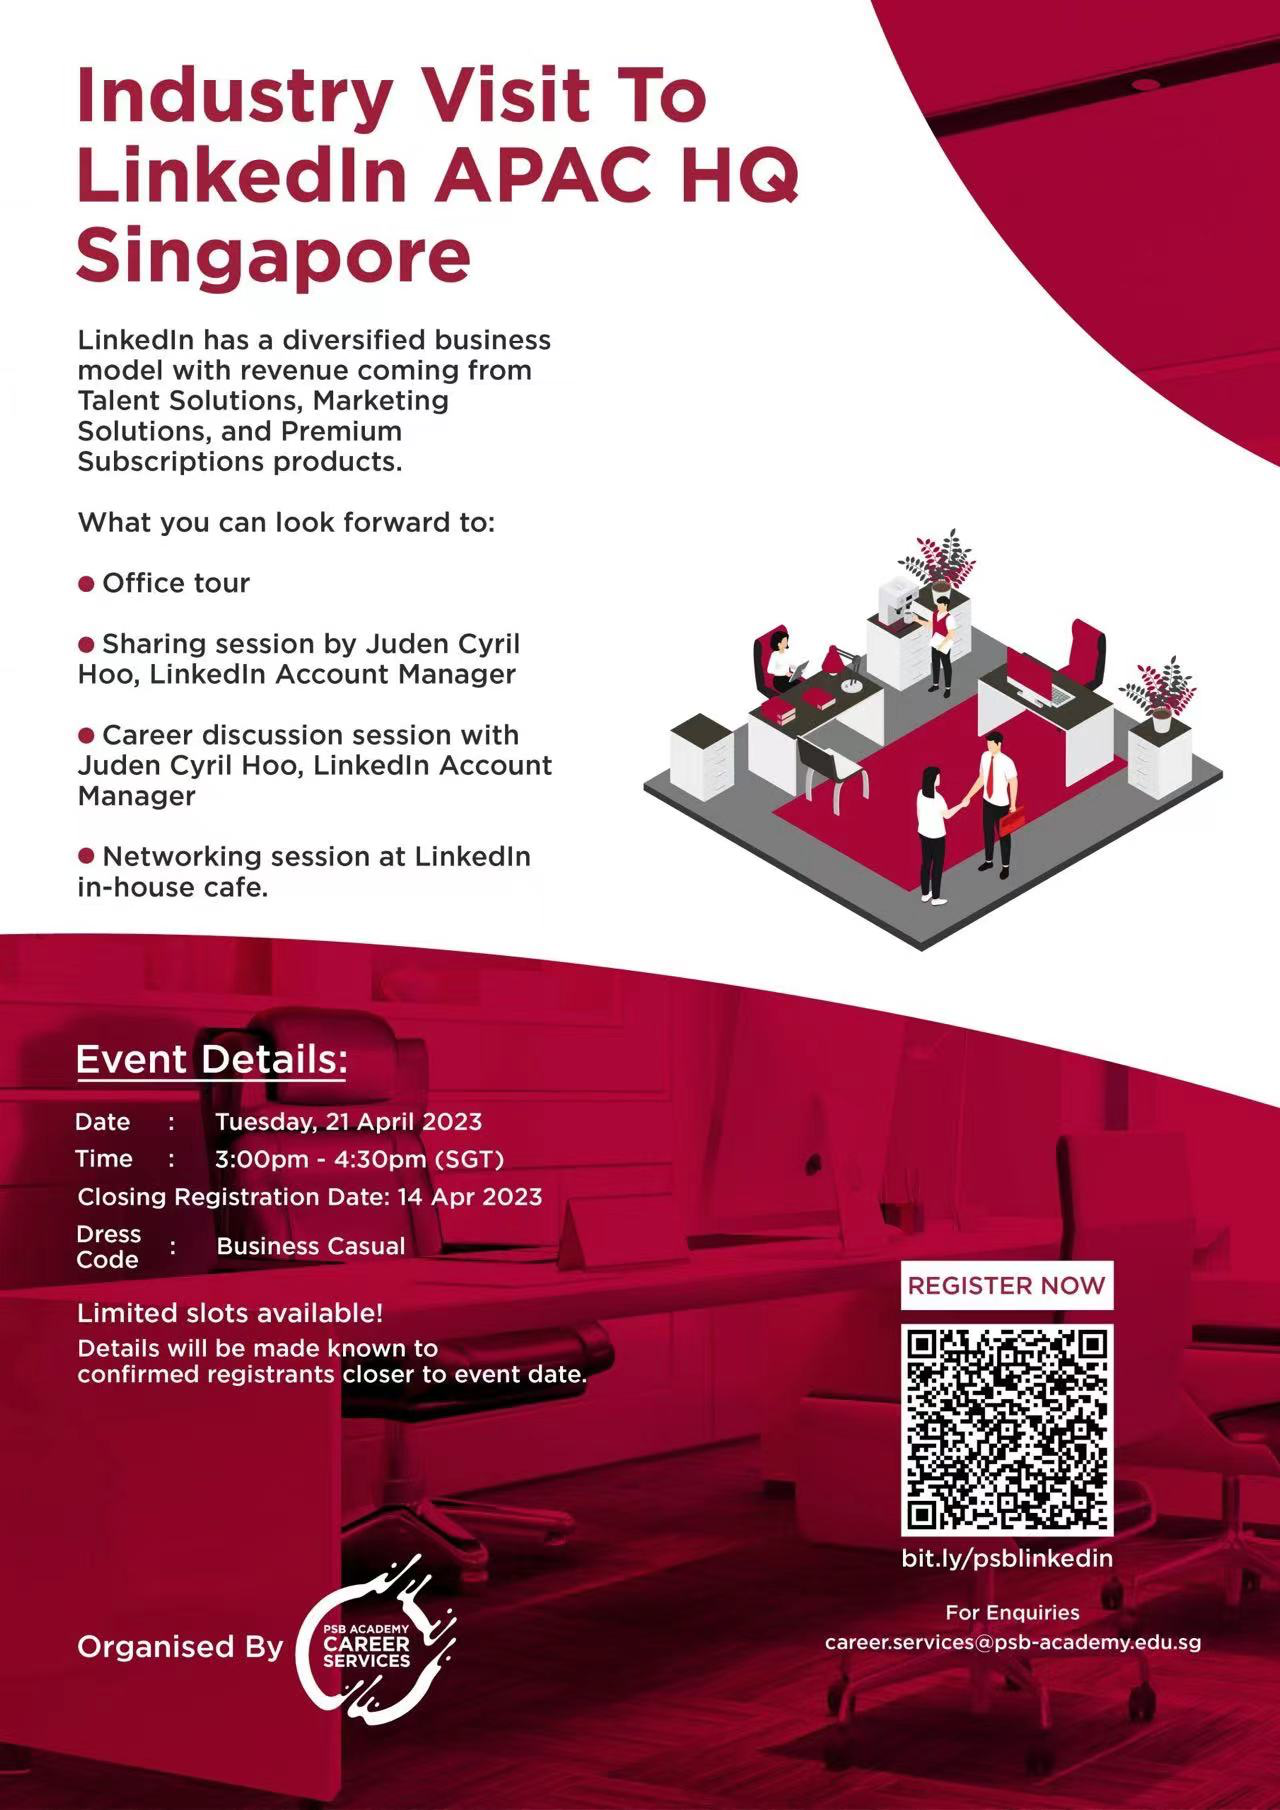 Industry Visit To
LinkedIn APAC HQ
Singapore
LinkedIn has a diversified business
model with revenue coming from
Talent Solutions, Marketing
Solutions, and Premium
Subscriptions products.
What you can look forward to:
● Office tour
● Sharing session by Juden Cyril
Hoo, LinkedIn Account Manager
● Career discussion session with
Juden Cyril Hoo, LinkedIn Account
Manager
● Networking session at LinkedIn
in-house cafe.
Event Details:
Date : Tuesday, 21 April 2023
Time : 3:00pm - 4:30pm (SGT)
Closing Registration Date: 14 Apr 2023
Dress
Code : Business Casual
Limited slots available!
Details will be made known to
confirmed registrants closer to event date.
REGISTER NOW
bit.ly/psblinkedin
For Enquiries
career.services@psb-academy.edu.sg
Organised By
PSB ACADEMY
CAREER
SERVICES